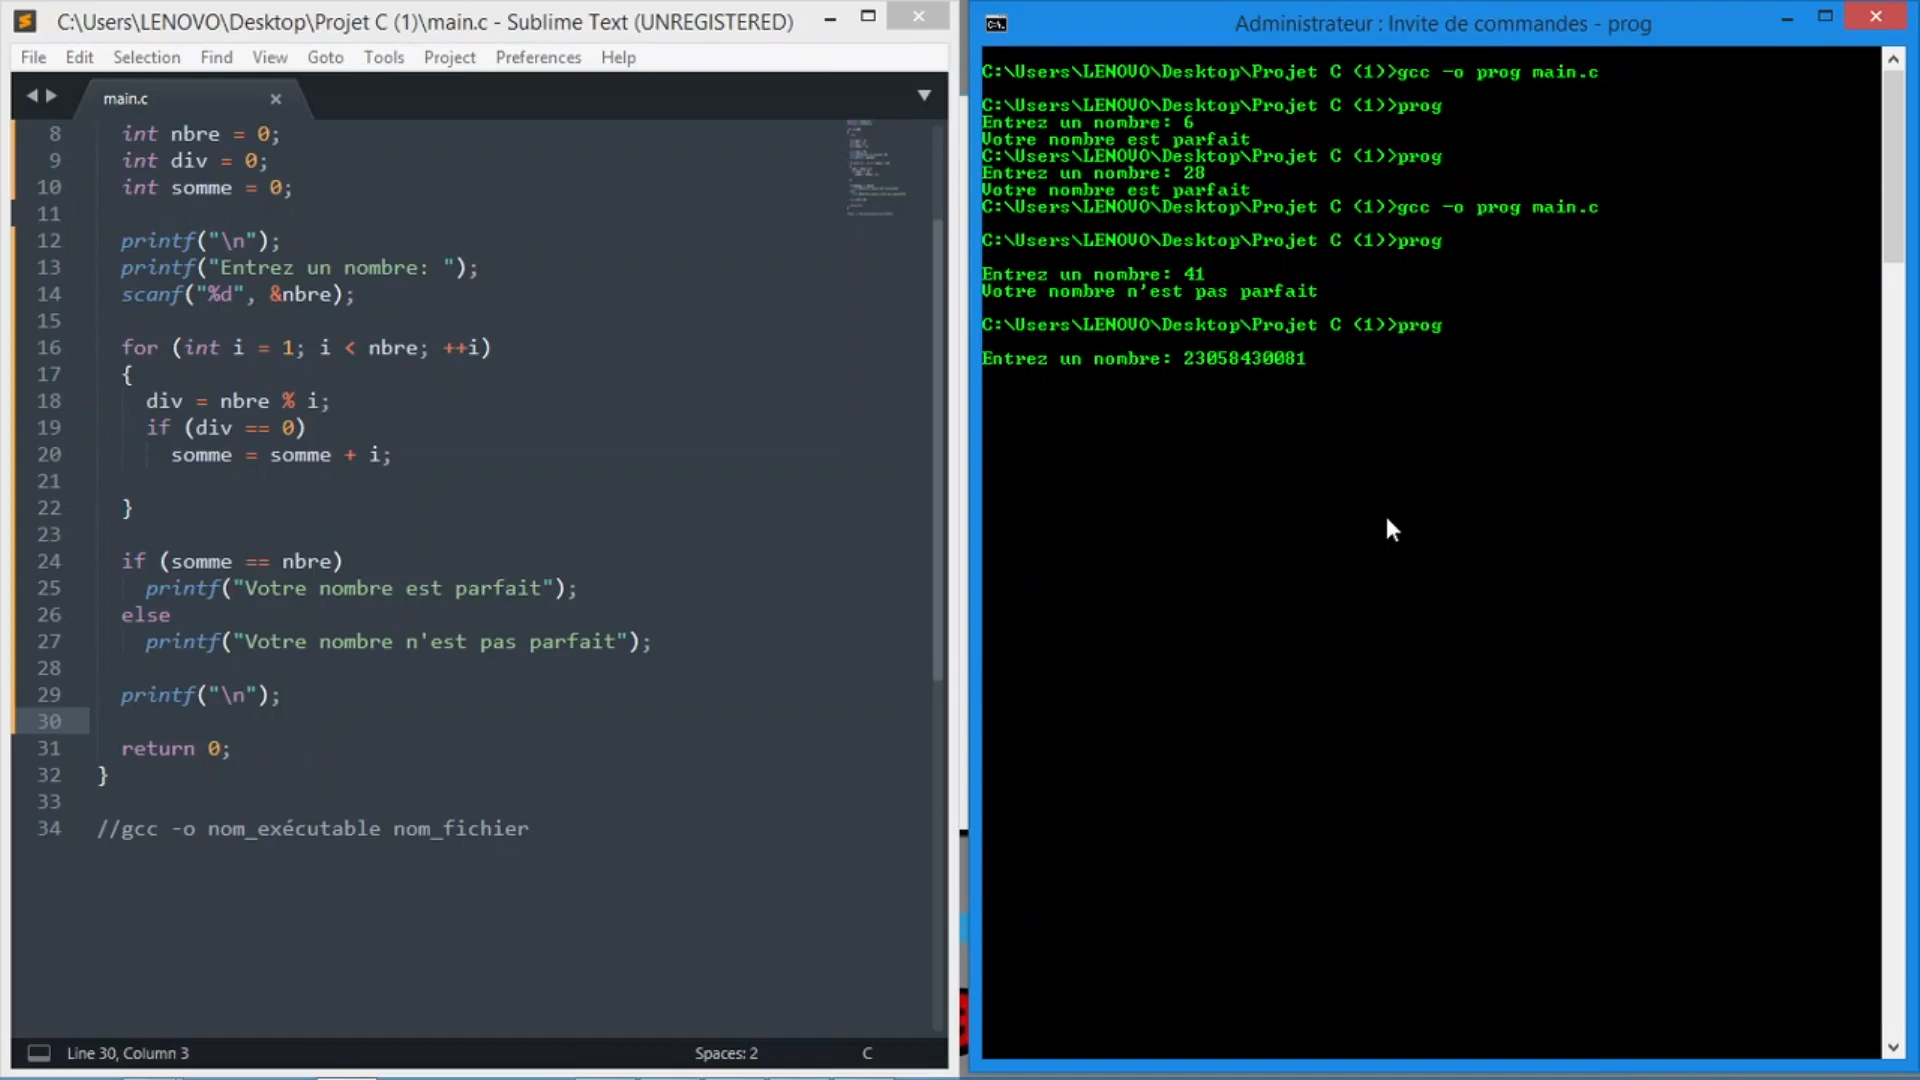 C:\Users\LENOVO\Desktop\Projet C (1)\main.c - Sublime Text (UNREGISTERED)
File Edit Selection Find View Goto Tools Project Preferences Help
main.c
8 int nbre = 0;
9 int div = 0;
10 int somme = 0;
11
12 printf("\n");
13 printf("Entrez un nombre: ");
14 scanf("%d", &nbre);
15
16 for (int i = 1; i < nbre; ++i)
17 {
18 div = nbre % i;
19 if (div == 0)
20 somme = somme + i;
21
22 }
23
24 if (somme == nbre)
25 printf("Votre nombre est parfait");
26 else
27 printf("Votre nombre n'est pas parfait");
28
29 printf("\n");
30
31 return 0;
32 }
33
34 //gcc -o nom_exécutable nom_fichier
Line 30, Column 3 Spaces: 2 C
Administrateur : Invite de commandes - prog
C:\Users\LENOVO\Desktop\Projet C (1)>gcc -o prog main.c
C:\Users\LENOVO\Desktop\Projet C (1)>prog
Entrez un nombre: 6
Votre nombre est parfait
C:\Users\LENOVO\Desktop\Projet C (1)>prog
Entrez un nombre: 28
Votre nombre est parfait
C:\Users\LENOVO\Desktop\Projet C (1)>gcc -o prog main.c
C:\Users\LENOVO\Desktop\Projet C (1)>prog
Entrez un nombre: 41
Votre nombre n'est pas parfait
C:\Users\LENOVO\Desktop\Projet C (1)>prog
Entrez un nombre: 23058430081